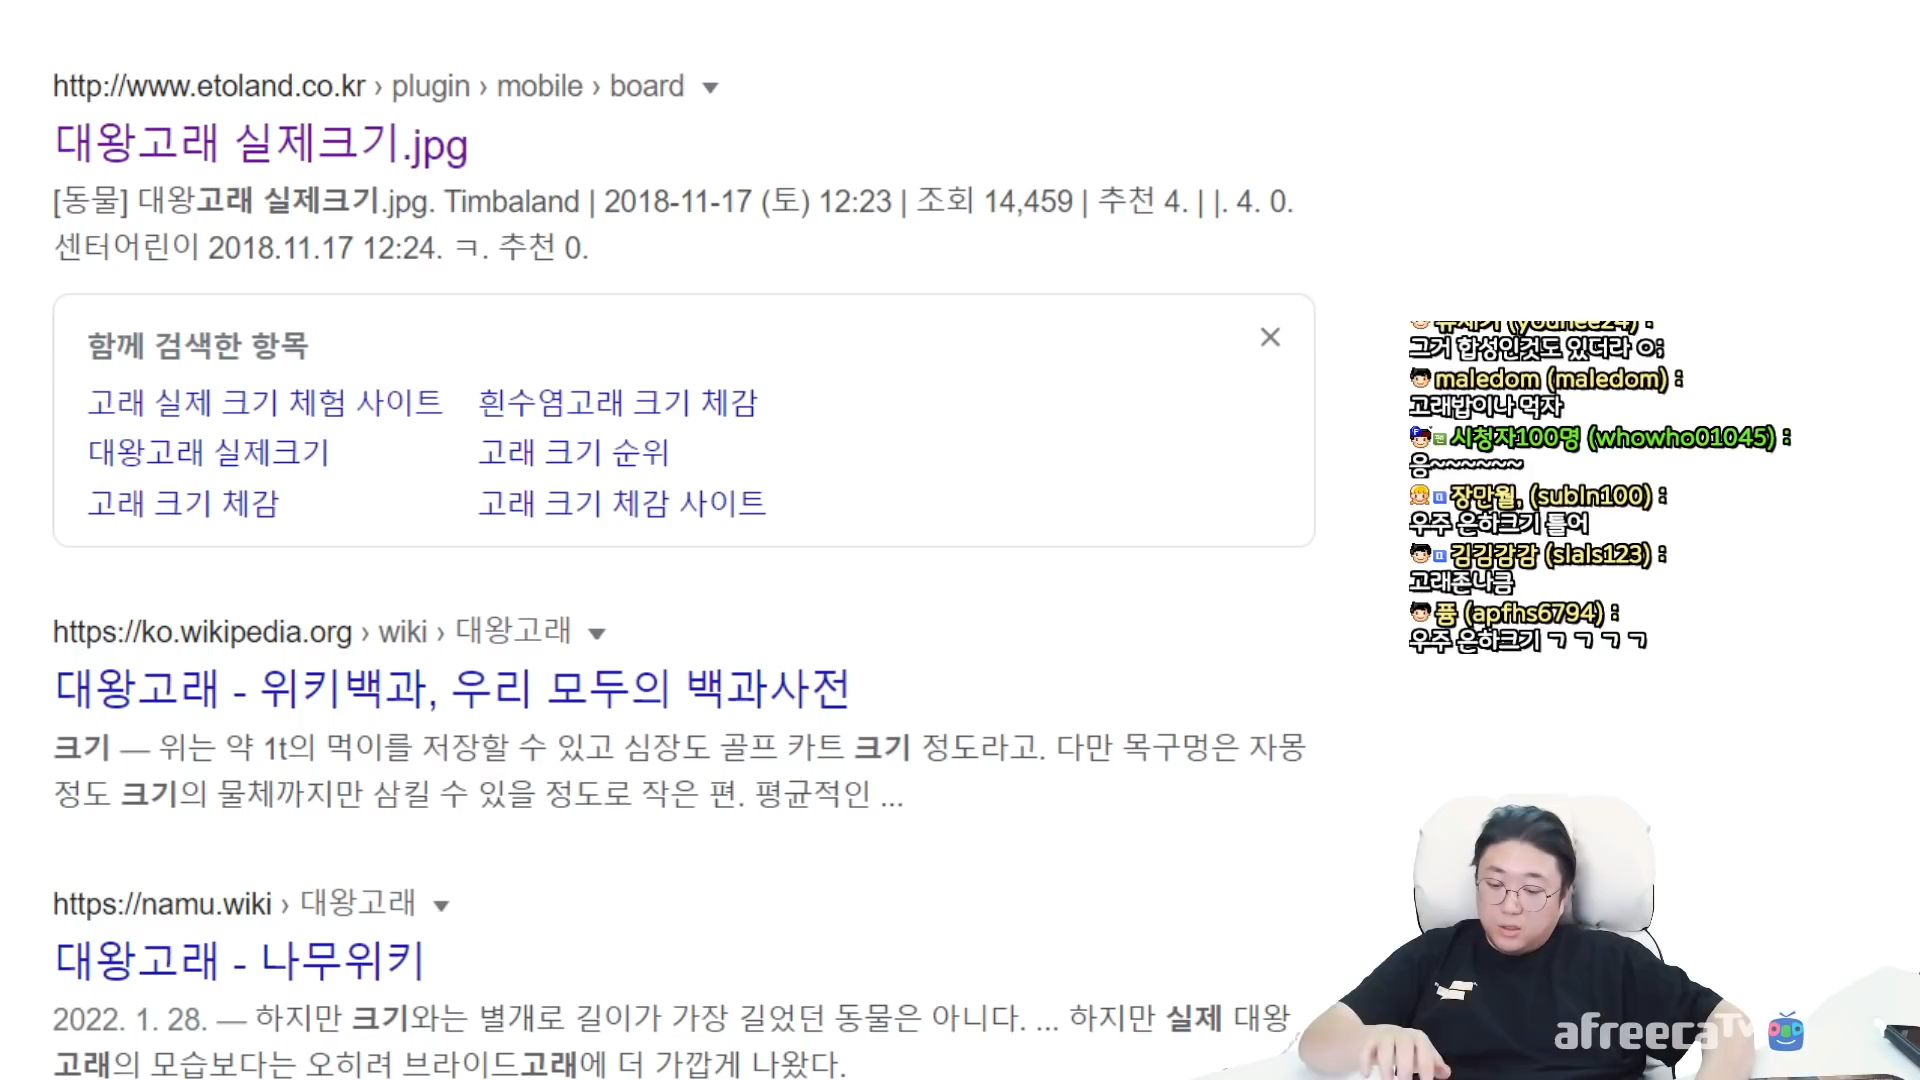 http://www.etoland.co.kr › plugin › mobile › board
대왕고래 실제크기.jpg
[동물] 대왕고래 실제크기.jpg. Timbaland | 2018-11-17 (토) 12:23 | 조회 14,459 | 추천 4. | |. 4. 0.
센터어린이 2018.11.17 12:24. ㅋ. 추천 0.
함께 검색한 항목
고래 실제 크기 체험 사이트 흰수염고래 크기 체감
대왕고래 실제크기 고래 크기 순위
고래 크기 체감 고래 크기 체감 사이트
https://ko.wikipedia.org › wiki › 대왕고래
대왕고래 - 위키백과, 우리 모두의 백과사전
크기 — 위는 약 1t의 먹이를 저장할 수 있고 심장도 골프 카트 크기 정도라고. 다만 목구멍은 자몽
정도 크기의 물체까지만 삼킬 수 있을 정도로 작은 편. 평균적인 ...
https://namu.wiki › 대왕고래
대왕고래 - 나무위키
2022. 1. 28. — 하지만 크기와는 별개로 길이가 가장 길었던 동물은 아니다. ... 하지만 실제 대왕
고래의 모습보다는 오히려 브라이드고래에 더 가깝게 나왔다.
그거 합성인것도 있더라 ㅇ;
maledom (maledom) :
고래밥이나 먹자
시청자100명 (whowho01045) :
응~~~~~~
장만월, (subin100) :
우주 은하크기 틀어
김김감감 (slals123) :
고래존나큼
품 (apfhs6794) :
우주 은하크기 ㄱ ㄱ ㄱ ㄱ
afreecaTV